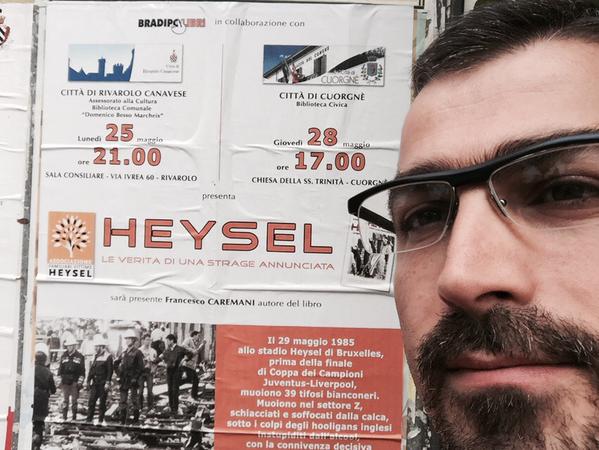 BRADIPOLIBRI in collaborazione con
CITTÀ DI RIVAROLO CANAVESE
Assessorato alla Cultura
Biblioteca Comunale
"Domenico Besso Marcheis"
Lunedì 25 maggio
ore 21.00
SALA CONSILIARE - VIA IVREA 60 - RIVAROLO
CUORGNÈ
CITTÀ DI CUORGNÈ
Biblioteca Civica
Giovedì 28 maggio
ore 17.00
CHIESA DELLA SS. TRINITÀ - CUORGNÈ
presenta
ASSOCIAZIONE
HEYSEL
HEYSEL
LE VERITÀ DI UNA STRAGE ANNUNCIATA
sarà presente Francesco CAREMANI autore del libro
Il 29 maggio 1985
allo stadio Heysel di Bruxelles,
prima della finale
di Coppa dei Campioni
Juventus-Liverpool,
muoiono 39 tifosi bianconeri.
Muoiono nel settore Z,
schiacciati e soffocati dalla calca,
sotto i colpi degli hooligans inglesi
inatupiditi dall'alcool,
con la connivenza decisiva